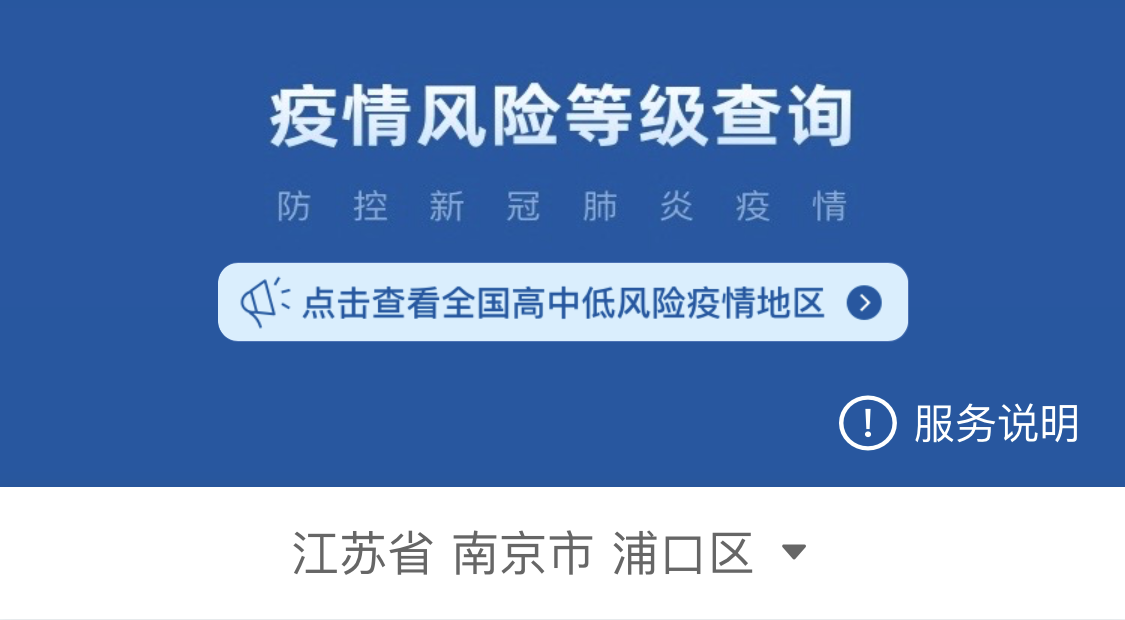 疫情风险等级查询
防控新冠肺炎疫情
点击查看全国高中低风险疫情地区
服务说明
江苏省 南京市 浦口区